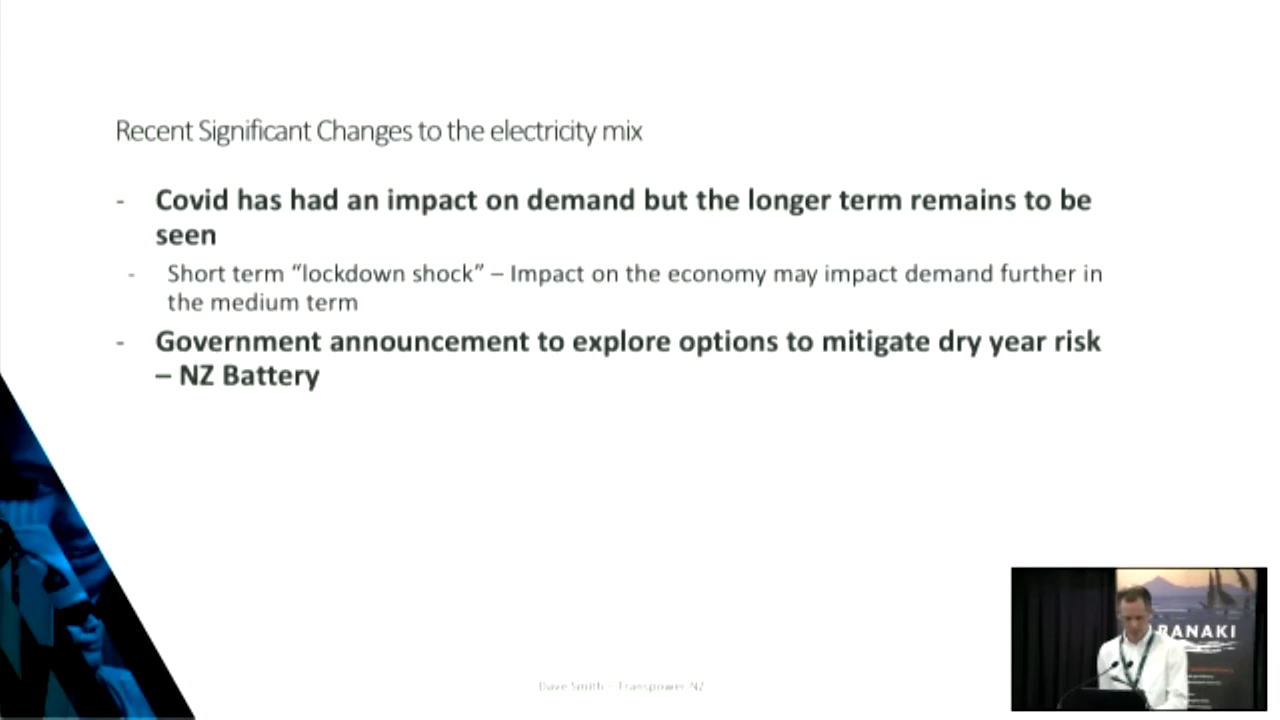 Recent Significant Changes to the electricity mix
- Covid has had an impact on demand but the longer term remains to be
seen
- Short term “lockdown shock” – Impact on the economy may impact demand further in
the medium term
- Government announcement to explore options to mitigate dry year risk
– NZ Battery
RANAKI
Dave Smith – Transpower NZ